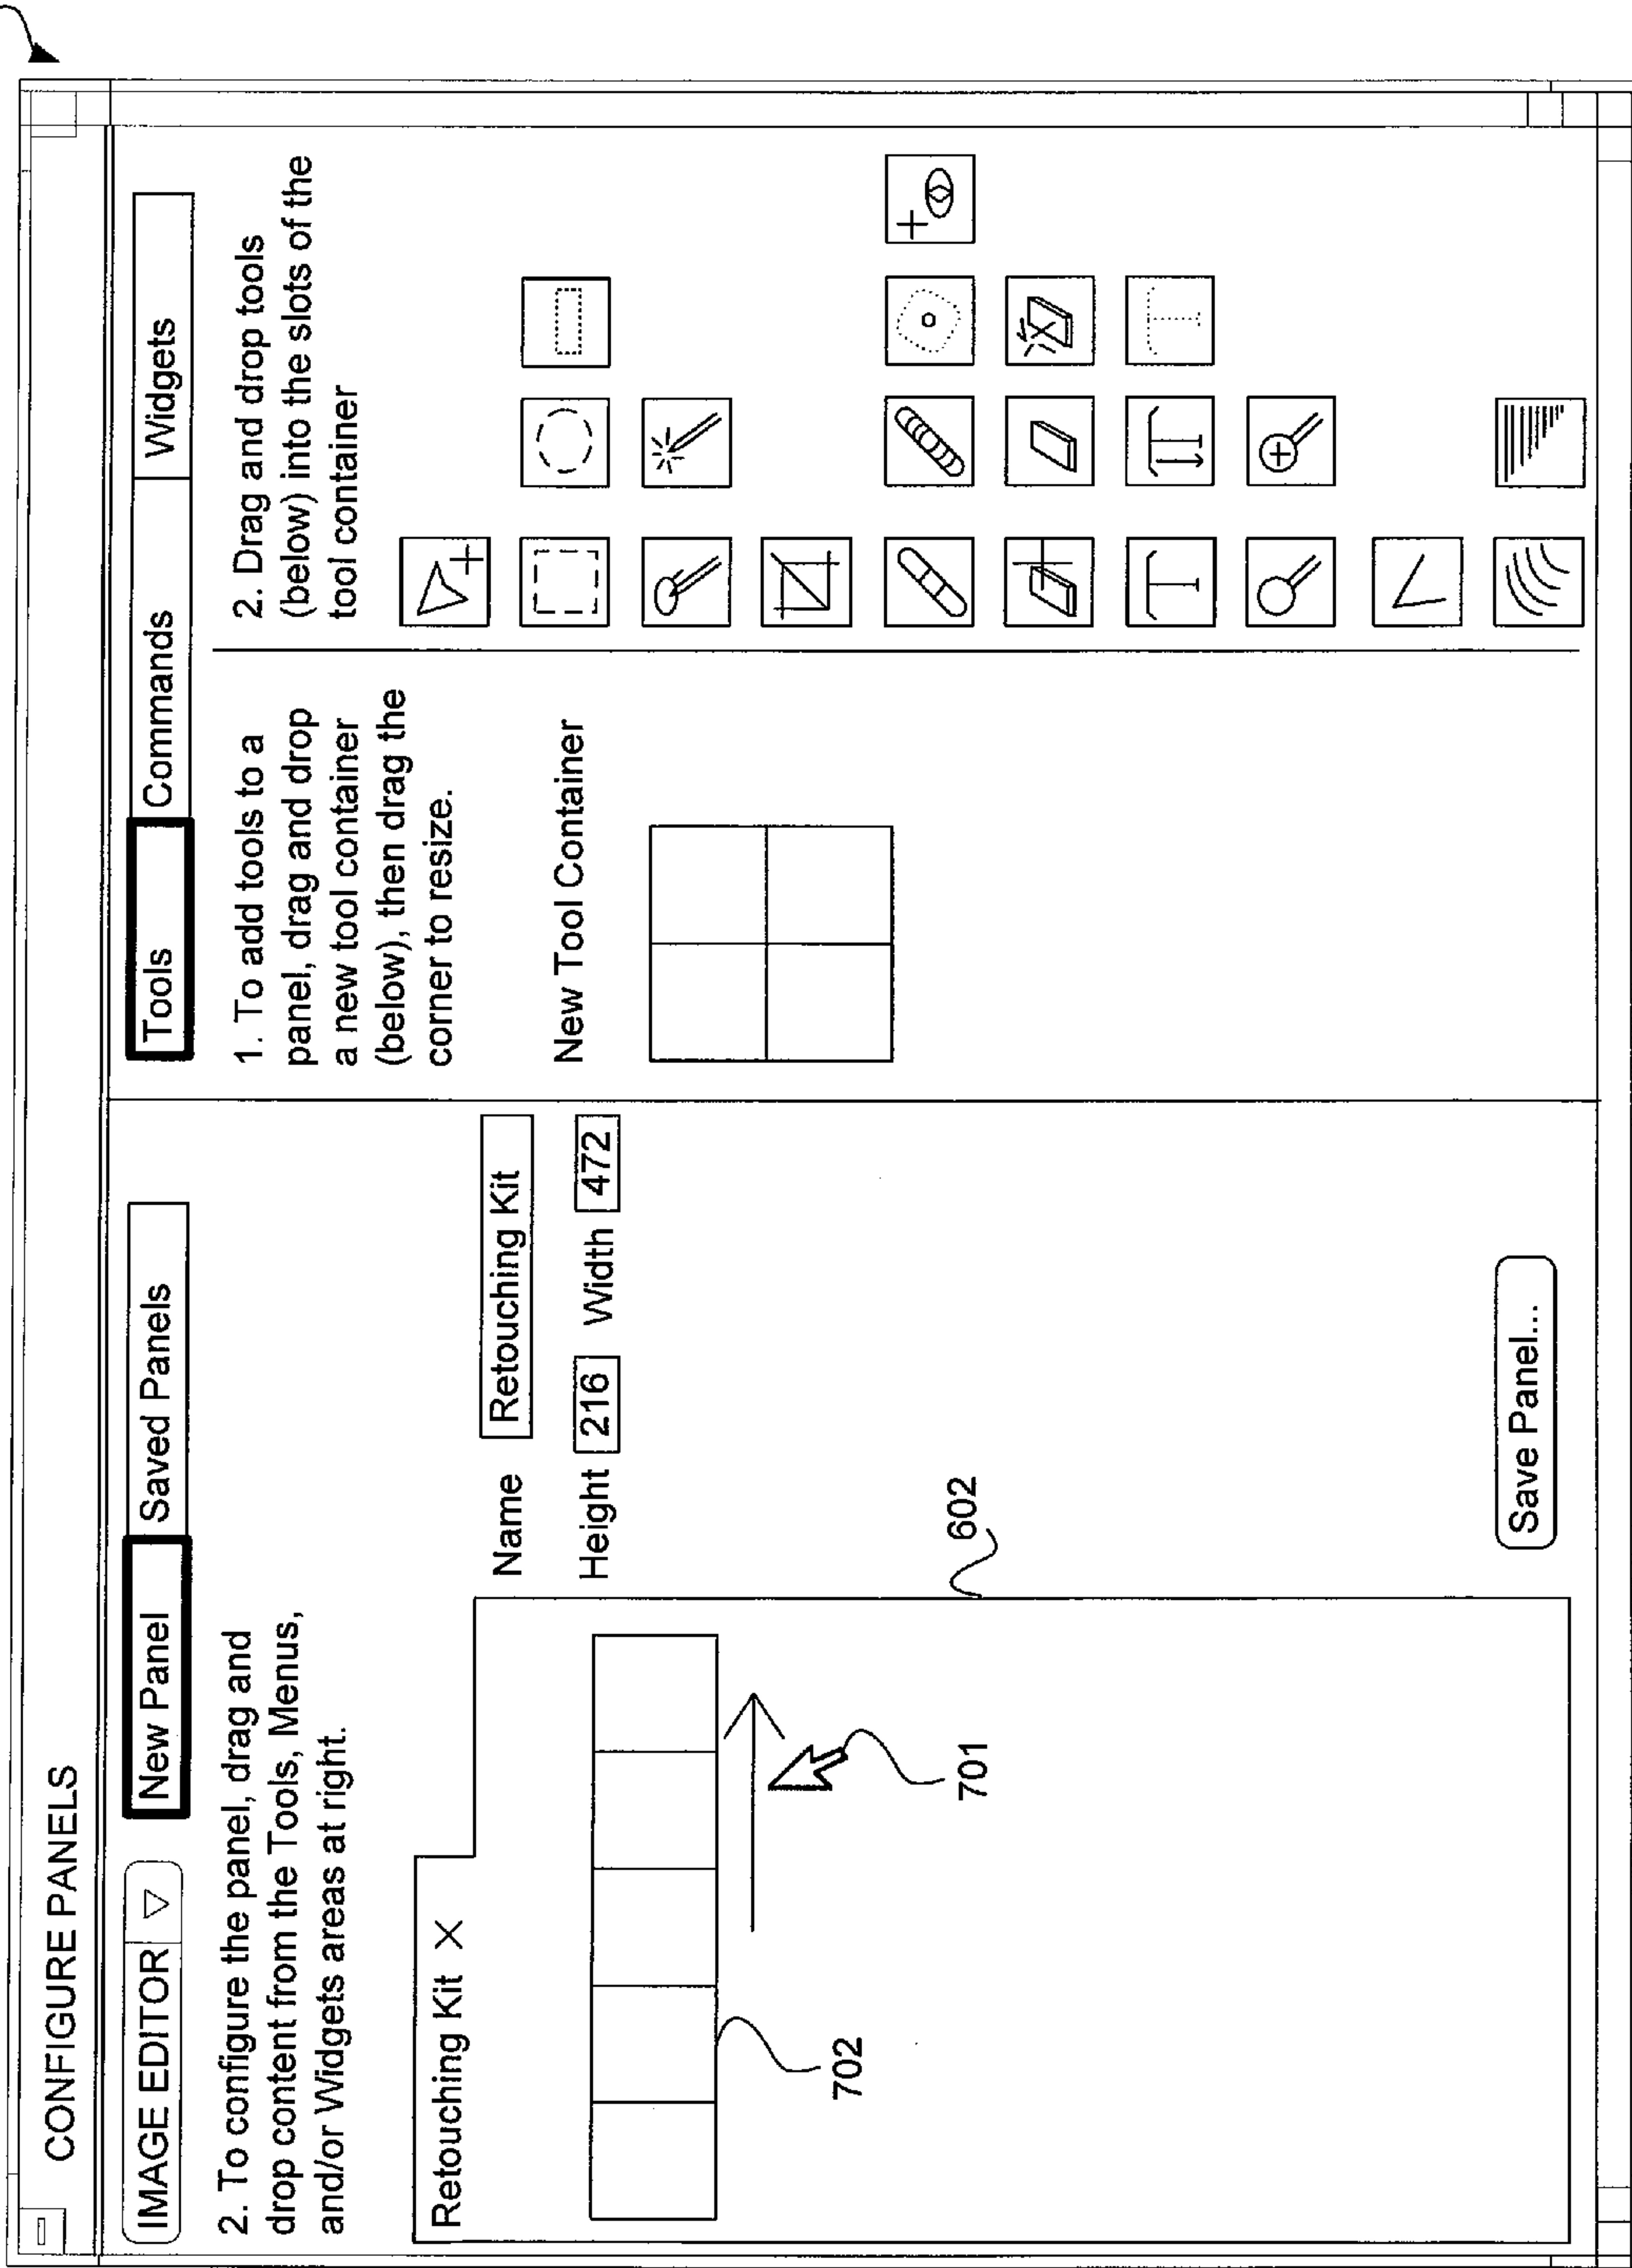 CONFIGURE PANELS
IMAGE EDITOR
New Panel
Saved Panels
2. To configure the panel, drag and
drop content from the Tools, Menus,
and/or Widgets areas at right.
Retouching Kit X
Name Retouching Kit
Height 216 Width 472
702
701
602
Save Panel...
Tools
Commands
Widgets
1. To add tools to a
panel, drag and drop
a new tool container
(below), then drag the
corner to resize.
New Tool Container
2. Drag and drop tools
(below) into the slots of the
tool container